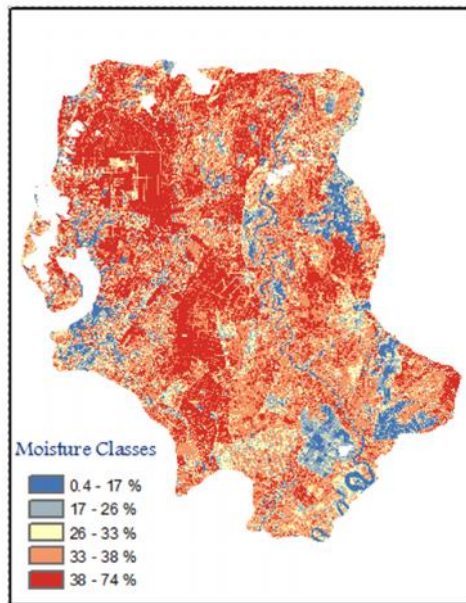 Moisture Classes
0.4 - 17 %
17 - 26 %
26 - 33 %
33 - 38 %
38 - 74 %